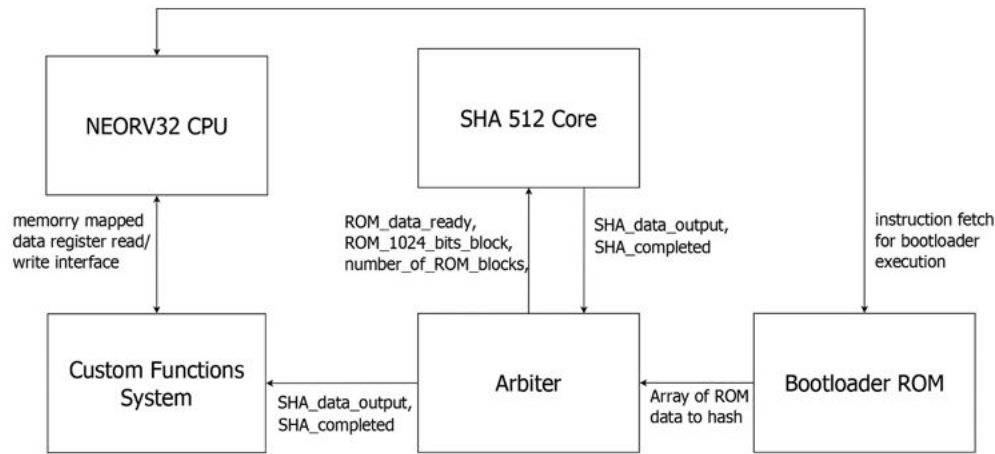 NEORV32 CPU
SHA 512 Core
memorry mapped
data register read/
write interface
ROM_data_ready,
ROM_1024_bits_block,
number_of_ROM_blocks,
SHA_data_output,
SHA_completed
instruction fetch
for bootloader
execution
Custom Functions
System
SHA_data_output,
SHA_completed
Arbiter
Array of ROM
data to hash
Bootloader ROM